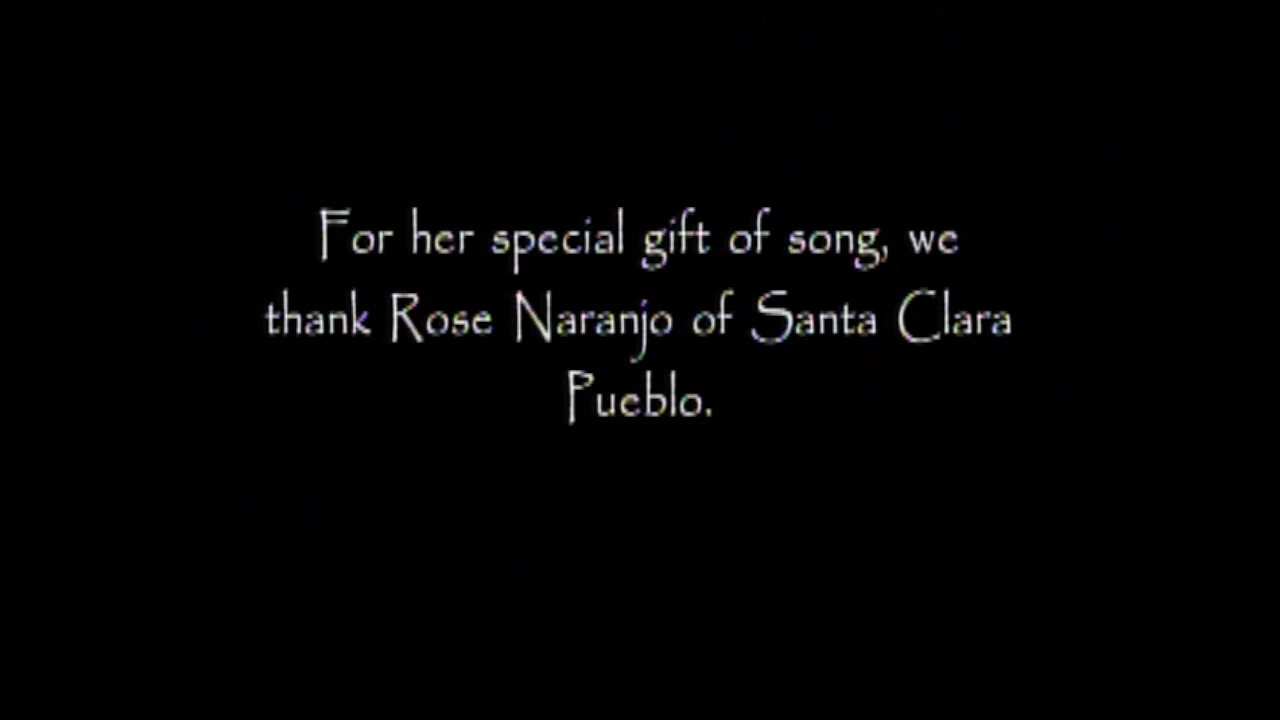 For her special gift of song, we
thank Rose Naranjo of Santa Clara
Pueblo.